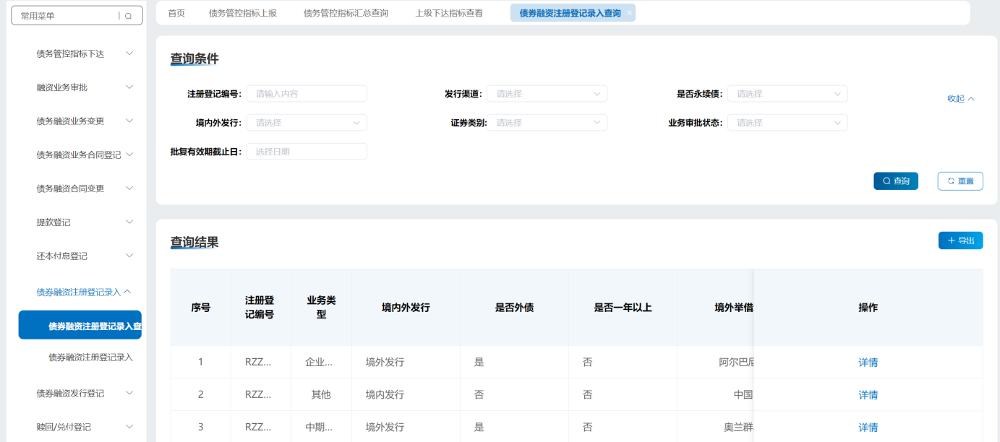 常用菜单
首页 债务管控指标上报 债务管控指标汇总查询 上级下达指标查看 债券融资注册登记录入查询 ×
债务管控指标下达
融资业务审批
债务融资业务变更
债务融资业务合同登记
债务融资合同变更
提款登记
还本付息登记
债券融资注册登记录入
债券融资注册登记录入查
债券融资注册登记录入
债券融资发行登记
赎回/兑付登记
查询条件
注册登记编号： 请输入内容 发行渠道： 请选择 是否永续债： 请选择
收起
境内外发行： 请选择 证券类别： 请选择 业务审批状态： 请选择
批复有效期截止日： 选择日期
查询 重置
查询结果
+ 导出
序号 注册登记编号 业务类型 境内外发行 是否外债 是否一年以上 境外举借 操作
1 RZZ... 企业... 境外发行 是 否 阿尔巴尼 详情
2 RZZ... 其他 境内发行 否 否 中国 详情
3 RZZ... 中期... 境外发行 是 否 奥兰群 详情